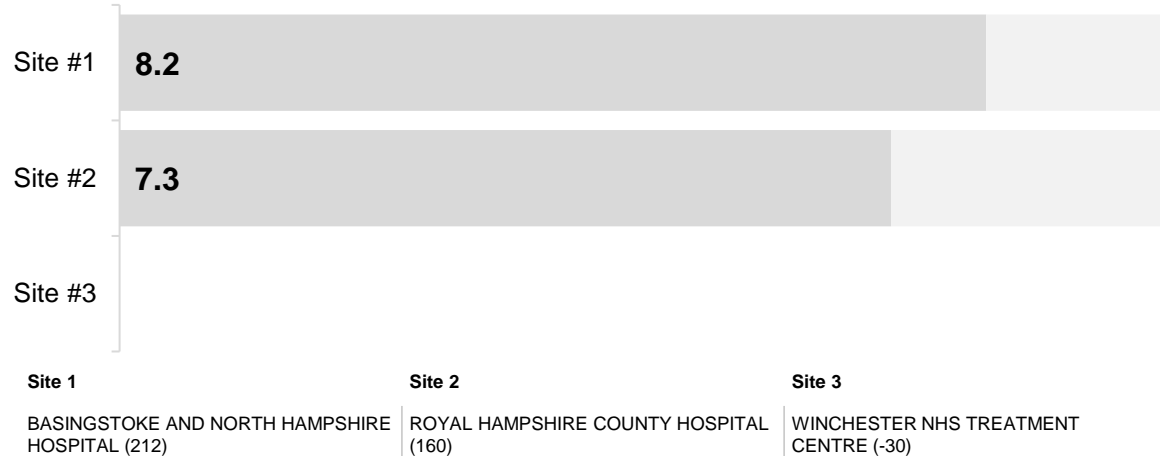 Site #1
8.2
Site #2
7.3
Site #3
Site 1
Site 2
Site 3
BASINGSTOKE AND NORTH HAMPSHIRE
HOSPITAL (212)
ROYAL HAMPSHIRE COUNTY HOSPITAL
(160)
WINCHESTER NHS TREATMENT
CENTRE (-30)